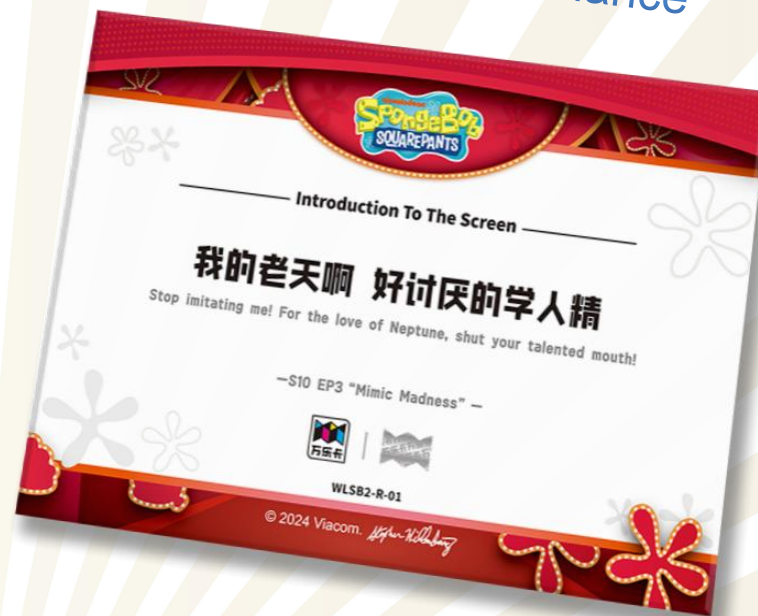 SPONGEBOB
SQUAREPANTS
Introduction To The Screen
我的老天啊 好讨厌的学人精
Stop imitating me! For the love of Neptune, shut your talented mouth!
—S10 EP3 “Mimic Madness” —
万乐卡
WLSB2-R-01
© 2024 Viacom. Stephen Hillenburg